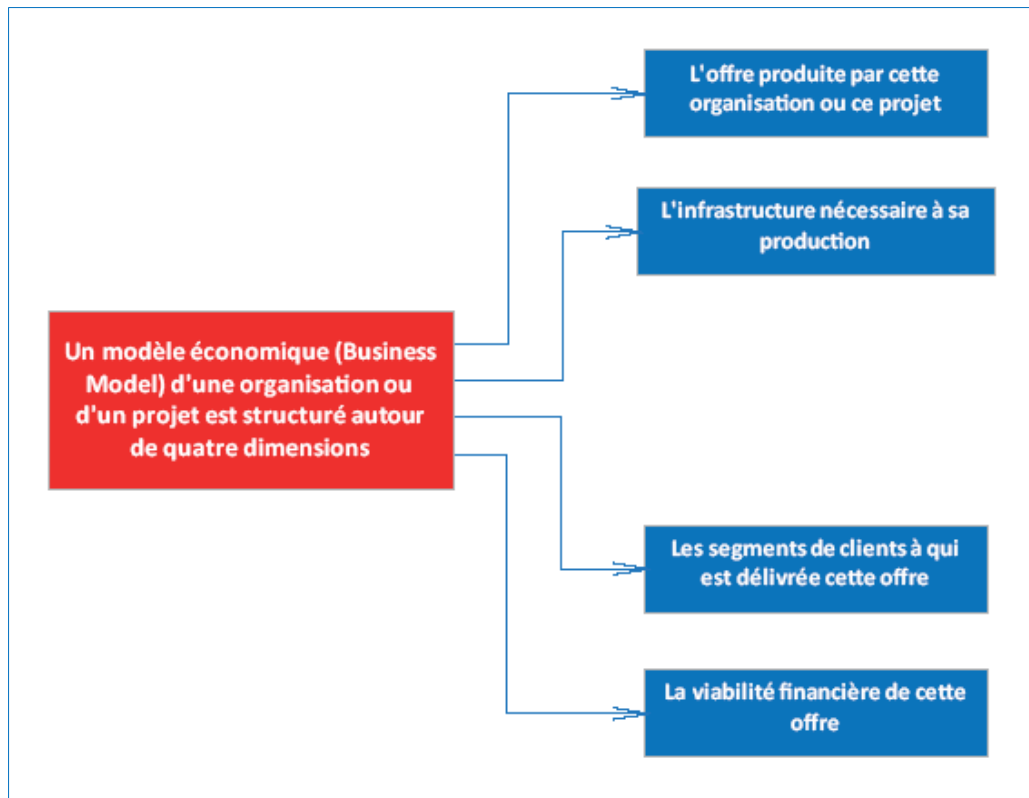 L'offre produite par cette
organisation ou ce projet
L'infrastructure nécessaire à sa
production
Un modèle économique (Business
Model) d'une organisation ou
d'un projet est structuré autour
de quatre dimensions
Les segments de clients à qui
est délivrée cette offre
La viabilité financière de cette
offre